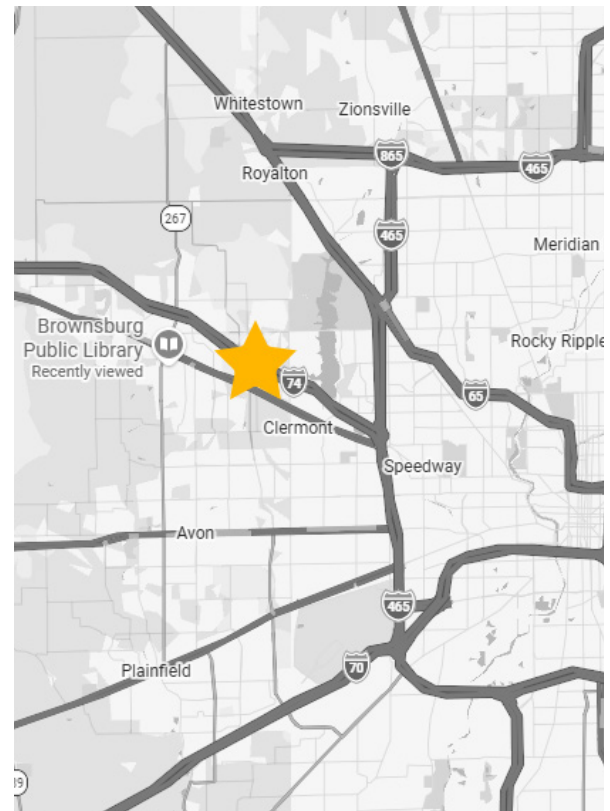 Whitestown
Zionsville
865
465
Royalton
267
465
Meridian
Brownsburg
Public Library
Recently viewed
Rocky Ripple
74
65
Clermont
Speedway
Avon
465
70
Plainfield